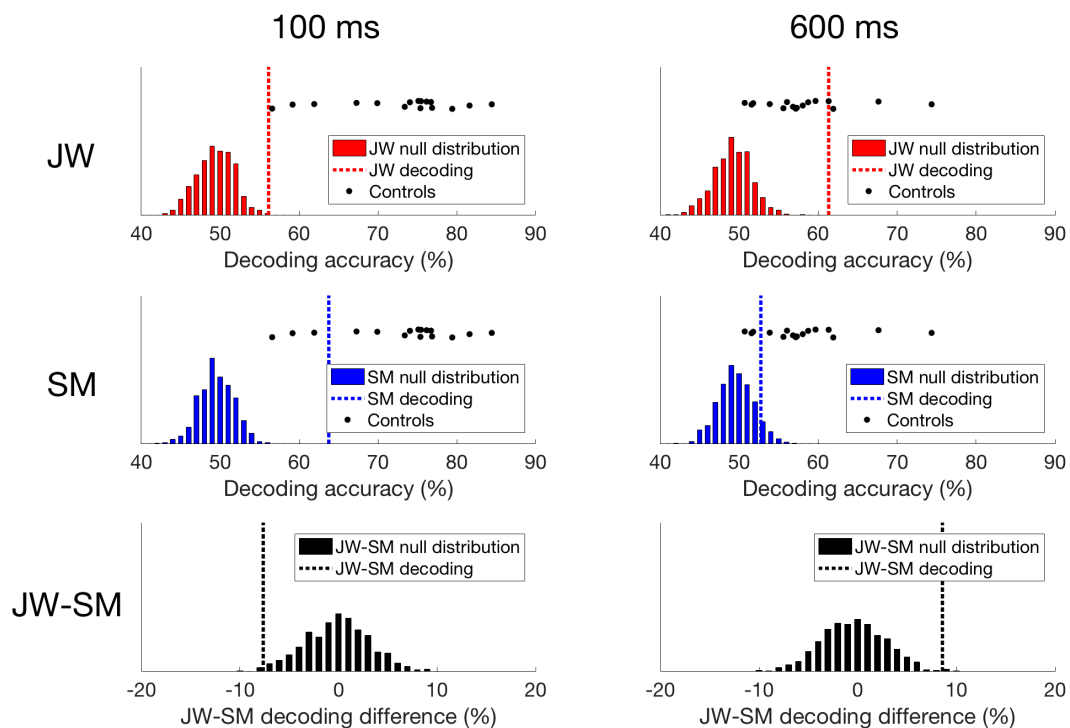 100 ms
600 ms
JW
JW null distribution
JW decoding
Controls
40 50 60 70 80 90
Decoding accuracy (%)
JW null distribution
JW decoding
Controls
40 50 60 70 80 90
Decoding accuracy (%)
SM
SM null distribution
SM decoding
Controls
40 50 60 70 80 90
Decoding accuracy (%)
SM null distribution
SM decoding
Controls
40 50 60 70 80 90
Decoding accuracy (%)
JW-SM
JW-SM null distribution
JW-SM decoding
-20 -10 0 10 20
JW-SM decoding difference (%)
JW-SM null distribution
JW-SM decoding
-20 -10 0 10 20
JW-SM decoding difference (%)